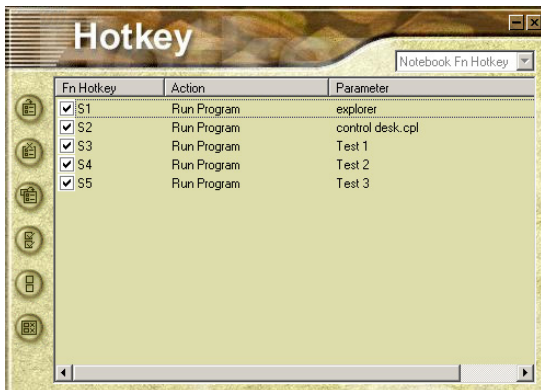 Hotkey
Notebook Fn Hotkey
Fn Hotkey Action Parameter
S1 Run Program explorer
S2 Run Program control desk.cpl
S3 Run Program Test 1
S4 Run Program Test 2
S5 Run Program Test 3